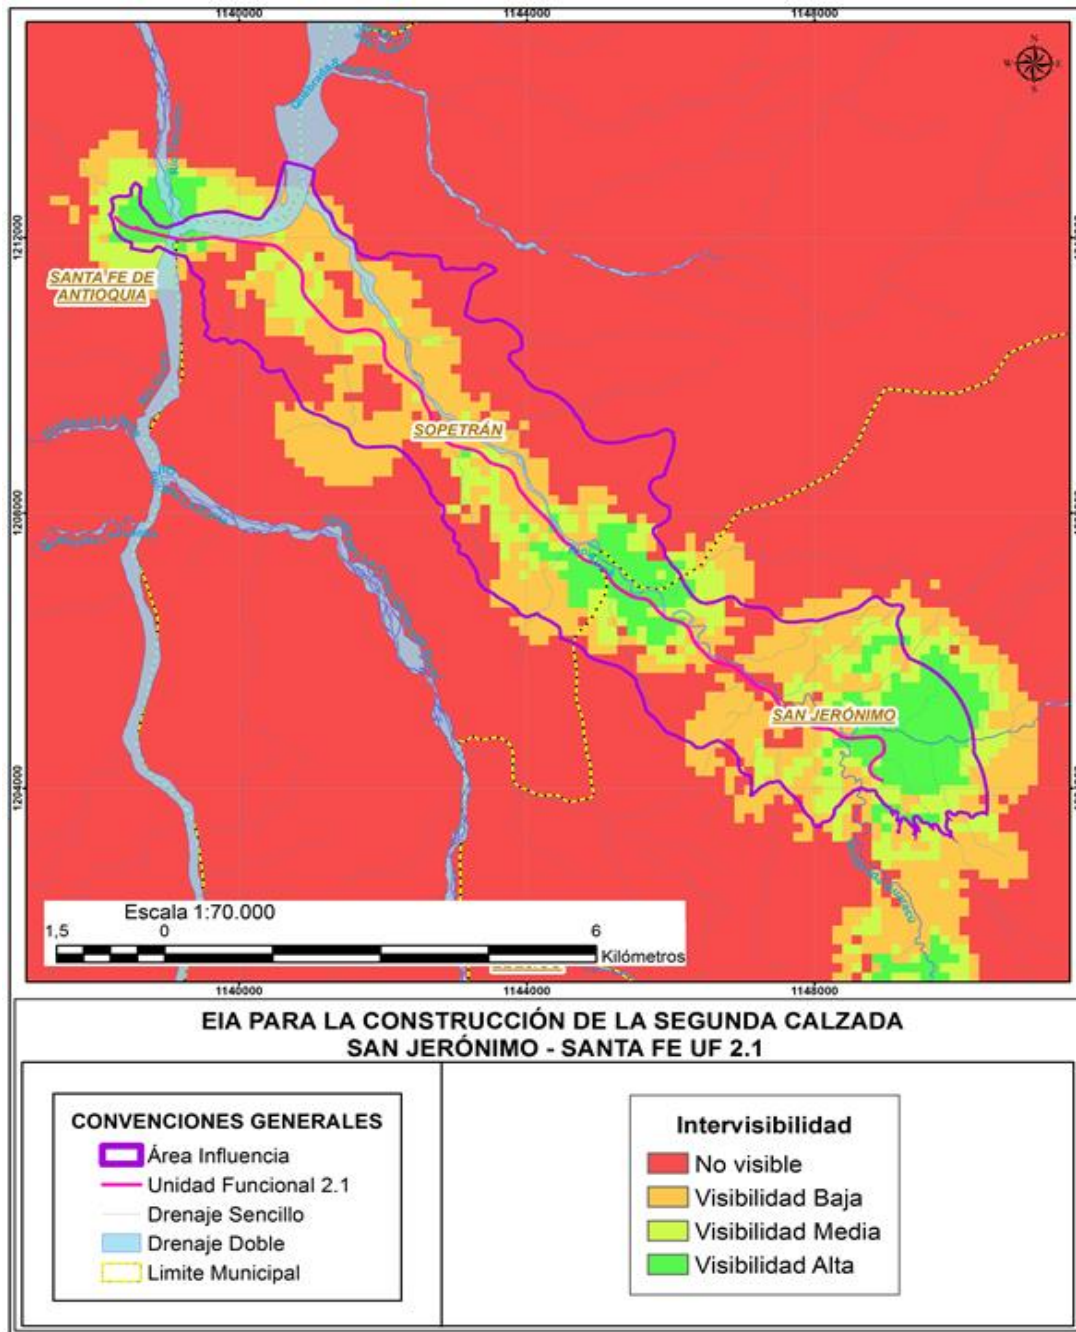 1140000
1144000
1148000
N
W
E
S
1212000
SANTA FE DE
ANTIOQUIA
SOPETRÁN
1208000
SAN JERÓNIMO
1204000
Escala 1:70.000
1,5
0
6
Kilómetros
1140000
1144000
1148000
EIA PARA LA CONSTRUCCIÓN DE LA SEGUNDA CALZADA
SAN JERÓNIMO - SANTA FE UF 2.1
CONVENCIONES GENERALES
Área Influencia
Unidad Funcional 2.1
Drenaje Sencillo
Drenaje Doble
Limite Municipal
Intervisibilidad
No visible
Visibilidad Baja
Visibilidad Media
Visibilidad Alta